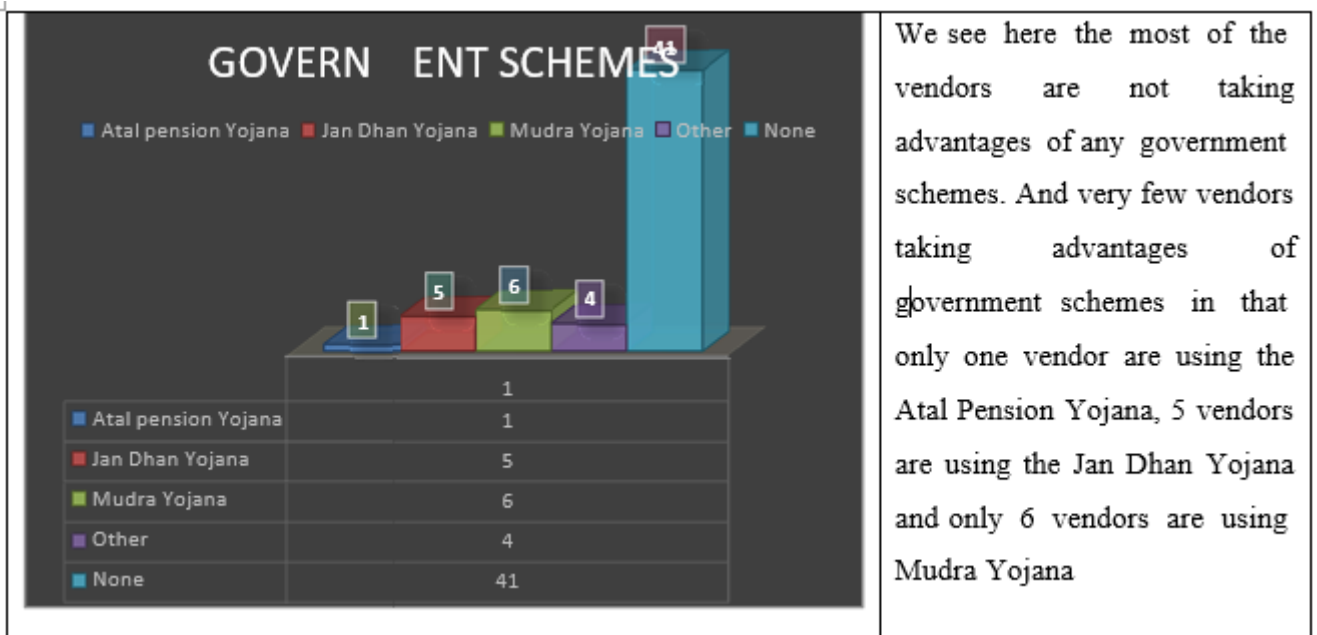 GOVERN ENT SCHEMES
Atal pension Yojana Jan Dhan Yojana Mudra Yojana Other None
41
1
5
6
4
1
Atal pension Yojana 1
Jan Dhan Yojana 5
Mudra Yojana 6
Other 4
None 41
We see here the most of the
vendors are not taking
advantages of any government
schemes. And very few vendors
taking advantages of
government schemes in that
only one vendor are using the
Atal Pension Yojana, 5 vendors
are using the Jan Dhan Yojana
and only 6 vendors are using
Mudra Yojana